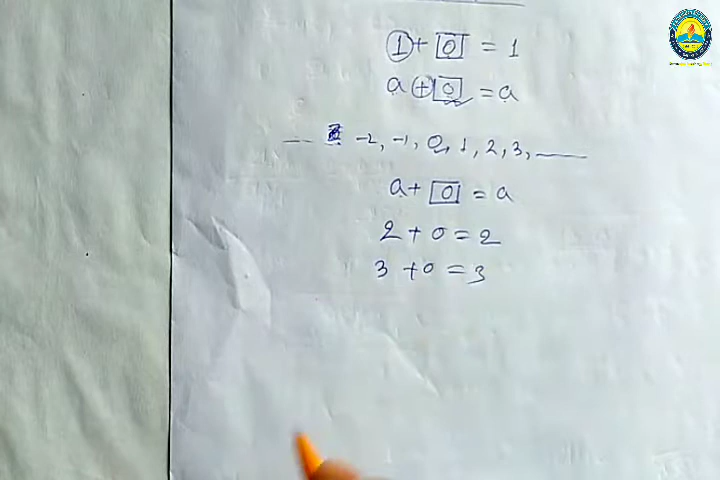 1 + 0 = 1
a + 0 = a
— -2, -1, 0, 1, 2, 3, —
a + 0 = a
2 + 0 = 2
3 + 0 = 3